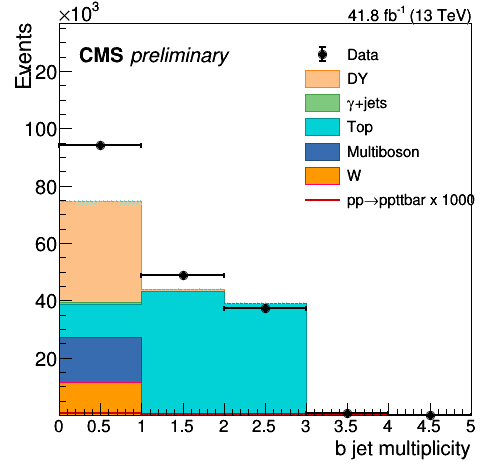 ×10³
41.8 fb⁻¹ (13 TeV)
Events
CMS preliminary
Data
DY
γ+jets
Top
Multiboson
W
pp→ppttbar x 1000
20
100
80
60
40
20
0 0.5 1 1.5 2 2.5 3 3.5 4 4.5 5
b jet multiplicity